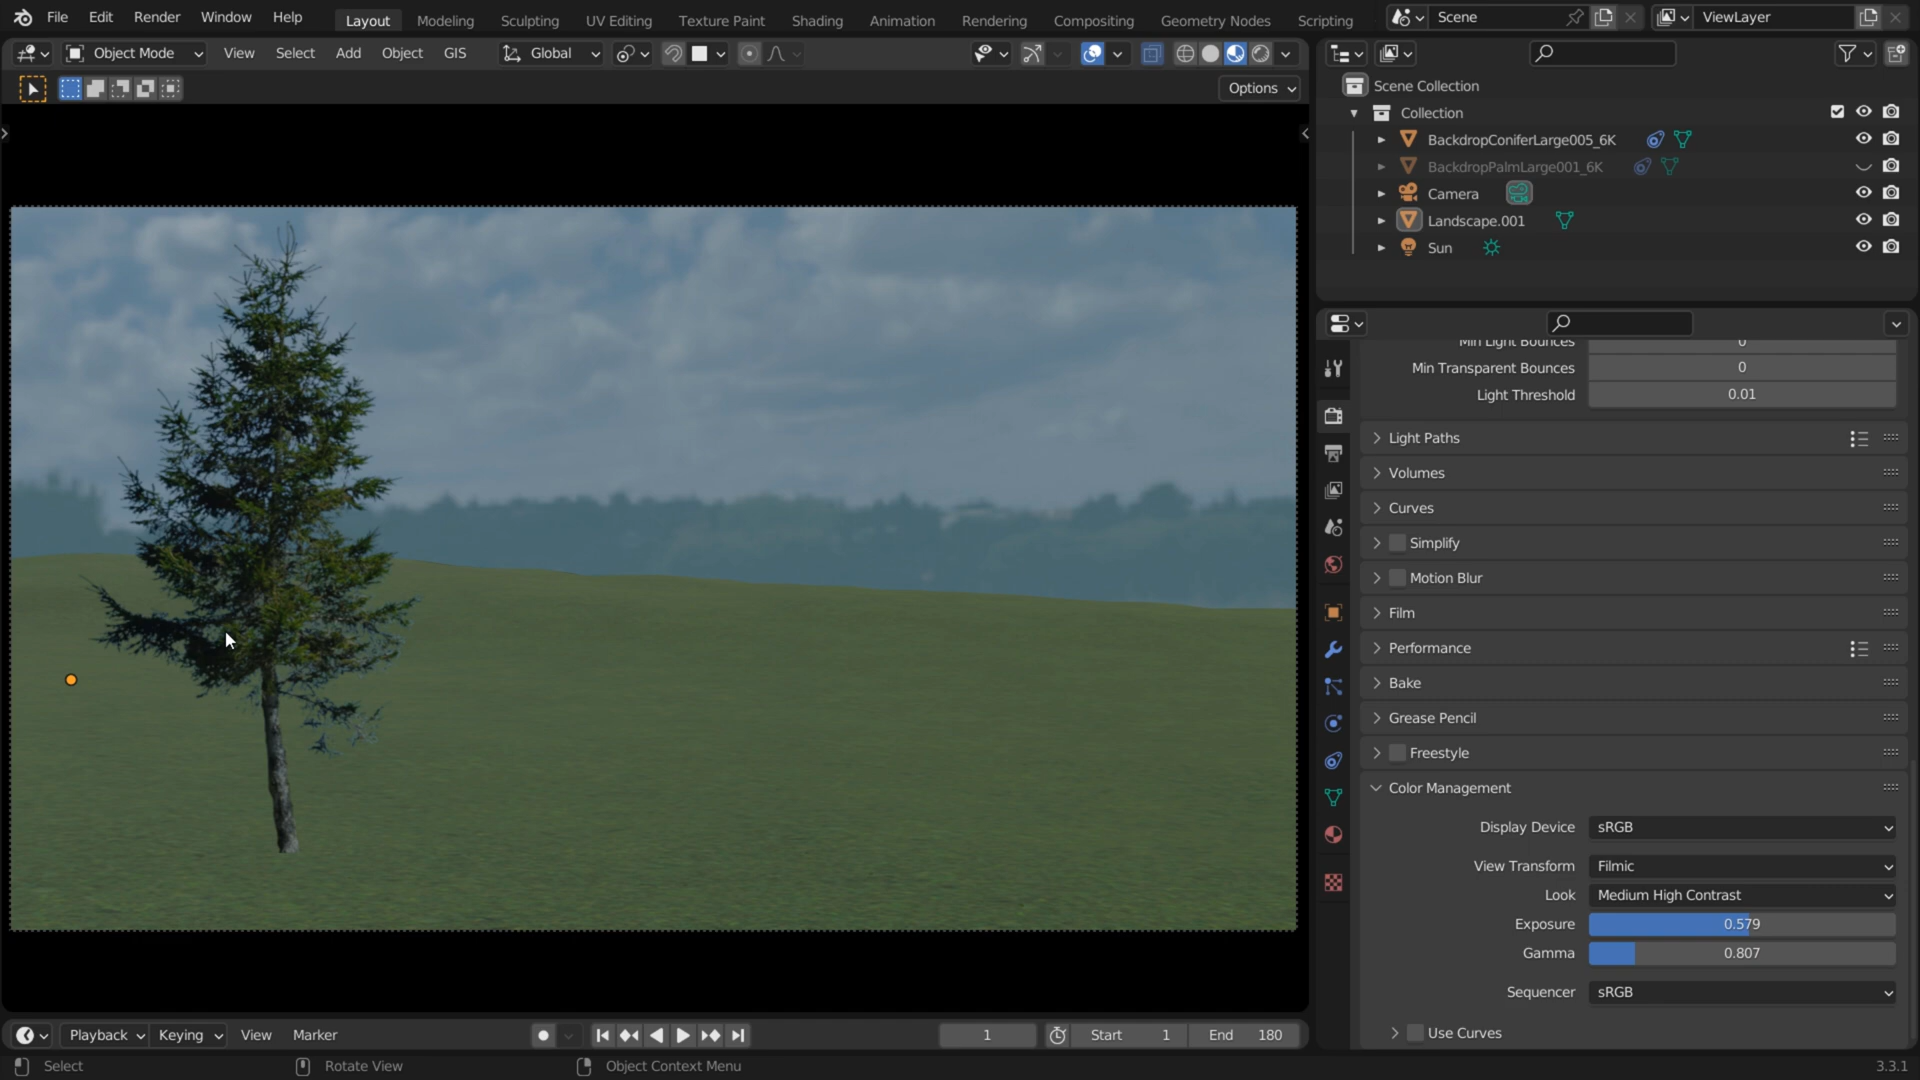 File Edit Render Window Help Layout Modeling Sculpting UV Editing Texture Paint Shading Animation Rendering Compositing Geometry Nodes Scripting Scene ViewLayer
Object Mode View Select Add Object GIS Global
Options
Scene Collection
Collection
BackdropConiferLarge005_6K
BackdropPalmLarge001_6K
Camera
Landscape.001
Sun
Min Light Bounces 0
Min Transparent Bounces 0
Light Threshold 0.01
Light Paths
Volumes
Curves
Simplify
Motion Blur
Film
Performance
Bake
Grease Pencil
Freestyle
Color Management
Display Device sRGB
View Transform Filmic
Look Medium High Contrast
Exposure 0.579
Gamma 0.807
Sequencer sRGB
Use Curves
Playback Keying View Marker 1 Start 1 End 180
Select Rotate View Object Context Menu 3.3.1